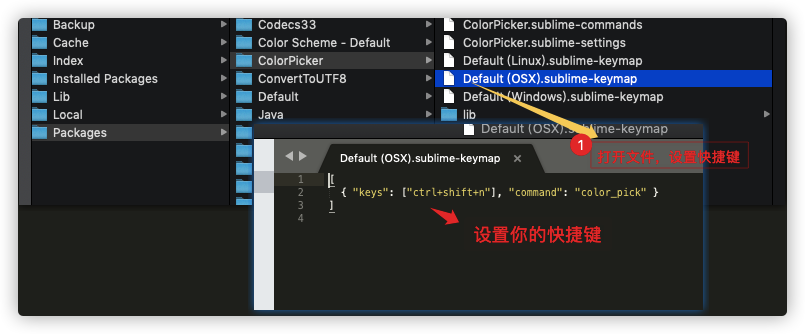 Backup
Cache
Index
Installed Packages
Lib
Local
Packages
Codecs33
Color Scheme - Default
ColorPicker
ConvertToUTF8
Default
Java
ColorPicker.sublime-commands
ColorPicker.sublime-settings
Default (Linux).sublime-keymap
Default (OSX).sublime-keymap
Default (Windows).sublime-keymap
lib
Default (OSX).sublime-keymap
1 打开文件，设置快捷键
Default (OSX).sublime-keymap ×
1 [
2 { "keys": ["ctrl+shift+n"], "command": "color_pick" }
3 ]
4
设置你的快捷键